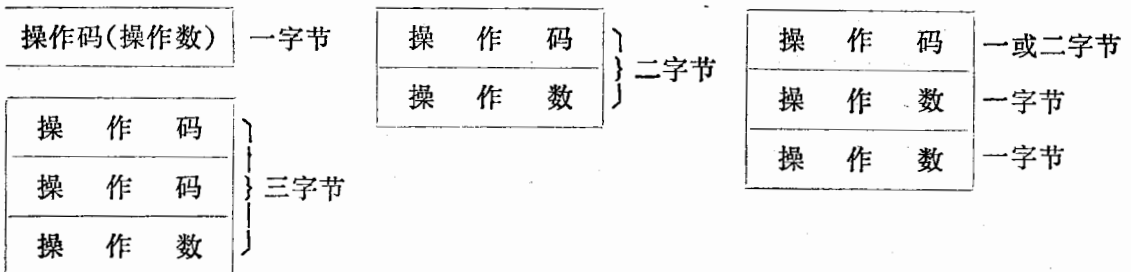 操作码(操作数) 一字节
操作码
操作数
二字节
操作码 一或二字节
操作数 一字节
操作数 一字节
操作码
操作码
操作数
三字节